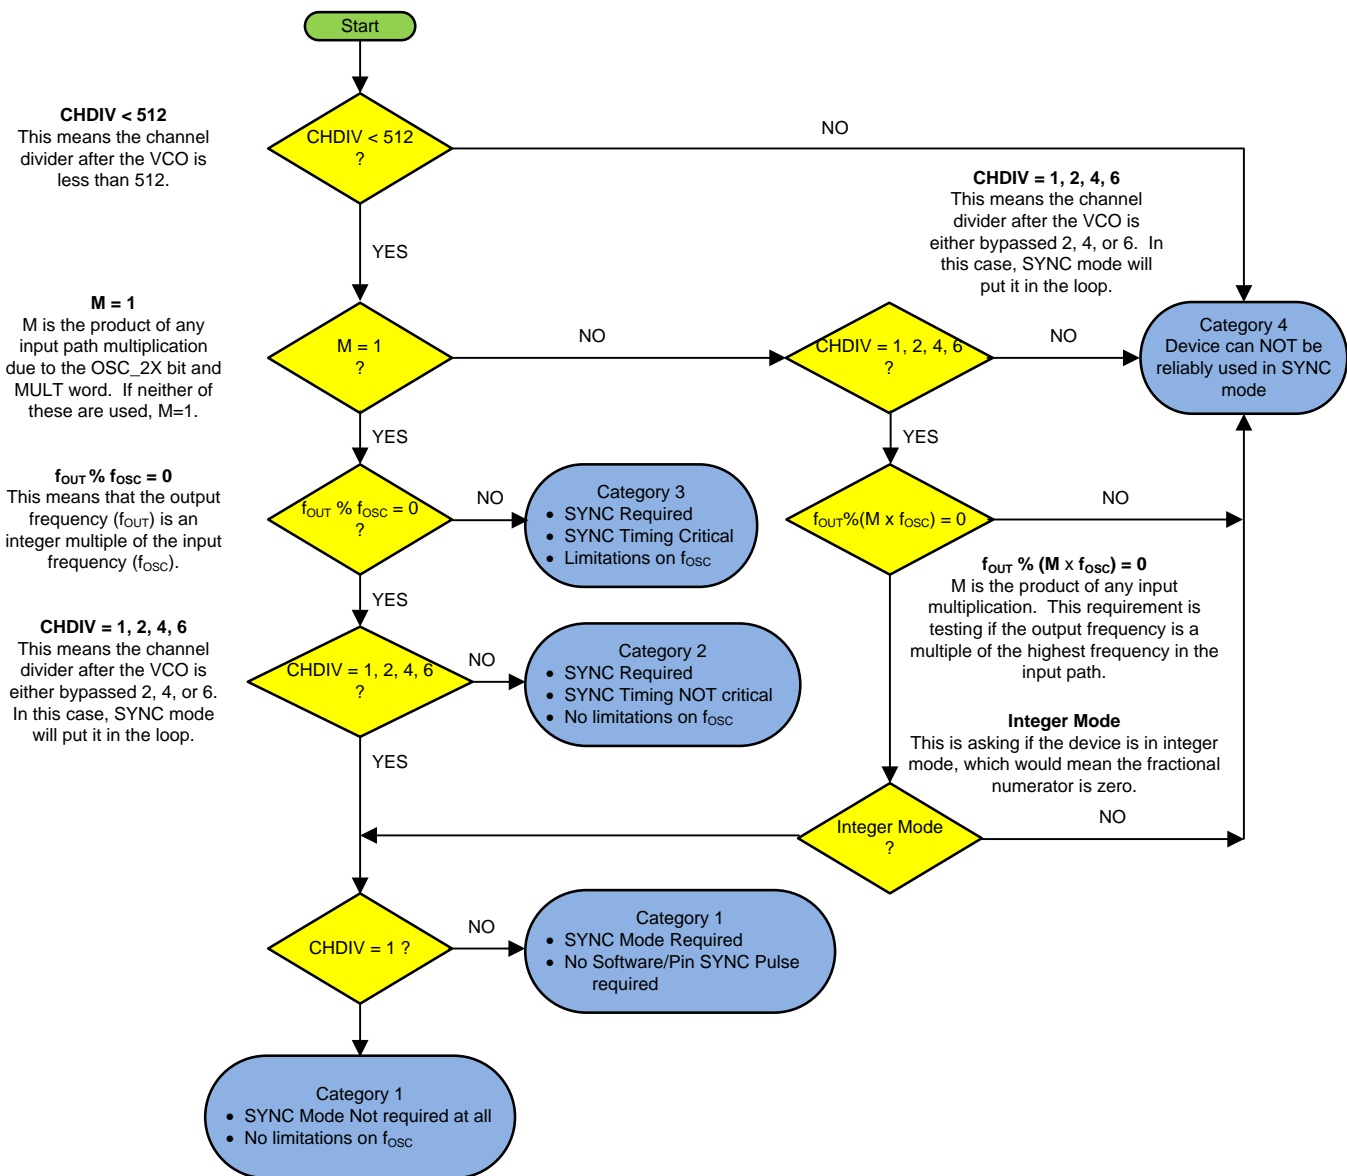 Start
CHDIV < 512
This means the channel
divider after the VCO is
less than 512.
CHDIV < 512
?
NO
YES
CHDIV = 1, 2, 4, 6
This means the channel
divider after the VCO is
either bypassed 2, 4, or 6. In
this case, SYNC mode will
put it in the loop.
M = 1
M is the product of any
input path multiplication
due to the OSC_2X bit and
MULT word. If neither of
these are used, M=1.
M = 1
?
NO
CHDIV = 1, 2, 4, 6
?
NO
Category 4
Device can NOT be
reliably used in SYNC
mode
YES
YES
fOUT % fOSC = 0
This means that the output
frequency (fOUT) is an
integer multiple of the input
frequency (fOSC).
fOUT % fOSC = 0
?
NO
Category 3
• SYNC Required
• SYNC Timing Critical
• Limitations on fOSC
fOUT%(M x fOSC) = 0
NO
fOUT % (M x fOSC) = 0
M is the product of any input
multiplication. This requirement is
testing if the output frequency is a
multiple of the highest frequency in the
input path.
YES
CHDIV = 1, 2, 4, 6
This means the channel
divider after the VCO is
either bypassed 2, 4, or 6.
In this case, SYNC mode
will put it in the loop.
CHDIV = 1, 2, 4, 6
?
NO
Category 2
• SYNC Required
• SYNC Timing NOT critical
• No limitations on fOSC
Integer Mode
This is asking if the device is in integer
mode, which would mean the fractional
numerator is zero.
YES
Integer Mode
?
NO
CHDIV = 1 ?
NO
Category 1
• SYNC Mode Required
• No Software/Pin SYNC Pulse
required
Category 1
• SYNC Mode Not required at all
• No limitations on fOSC